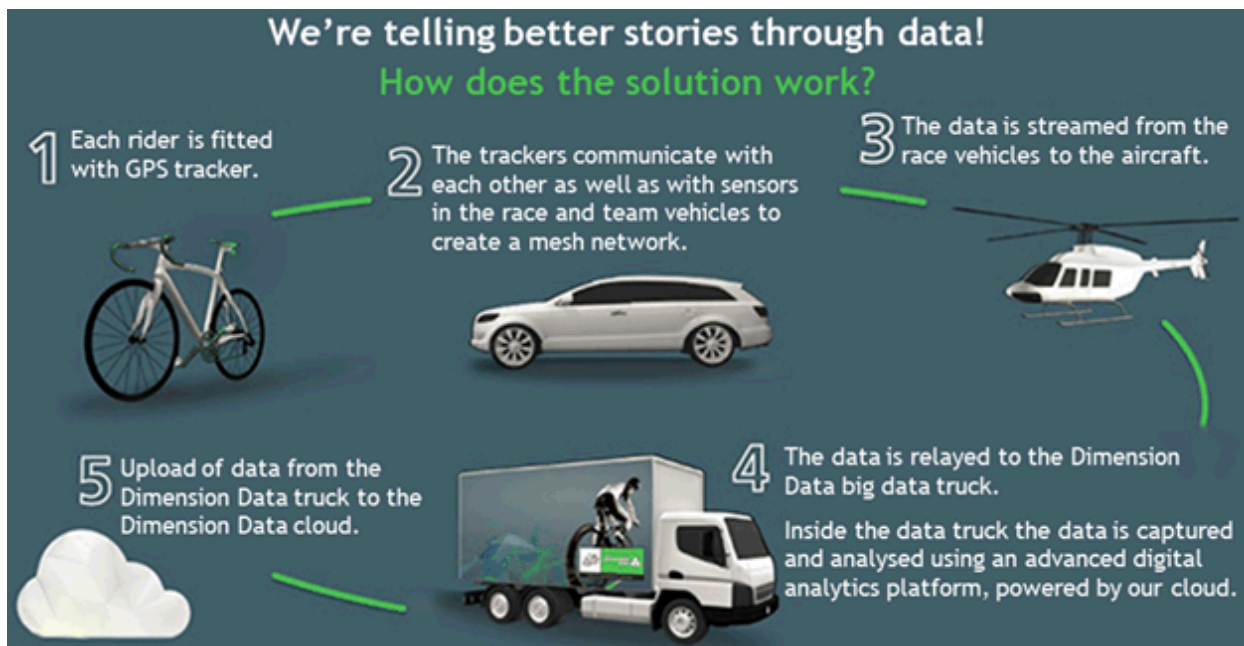 We're telling better stories through data!
How does the solution work?
1
Each rider is fitted
with GPS tracker.
2
The trackers communicate with
each other as well as with sensors
in the race and team vehicles to
create a mesh network.
3
The data is streamed from the
race vehicles to the aircraft.
4
The data is relayed to the Dimension
Data big data truck.
Inside the data truck the data is captured
and analysed using an advanced digital
analytics platform, powered by our cloud.
5
Upload of data from the
Dimension Data truck to the
Dimension Data cloud.